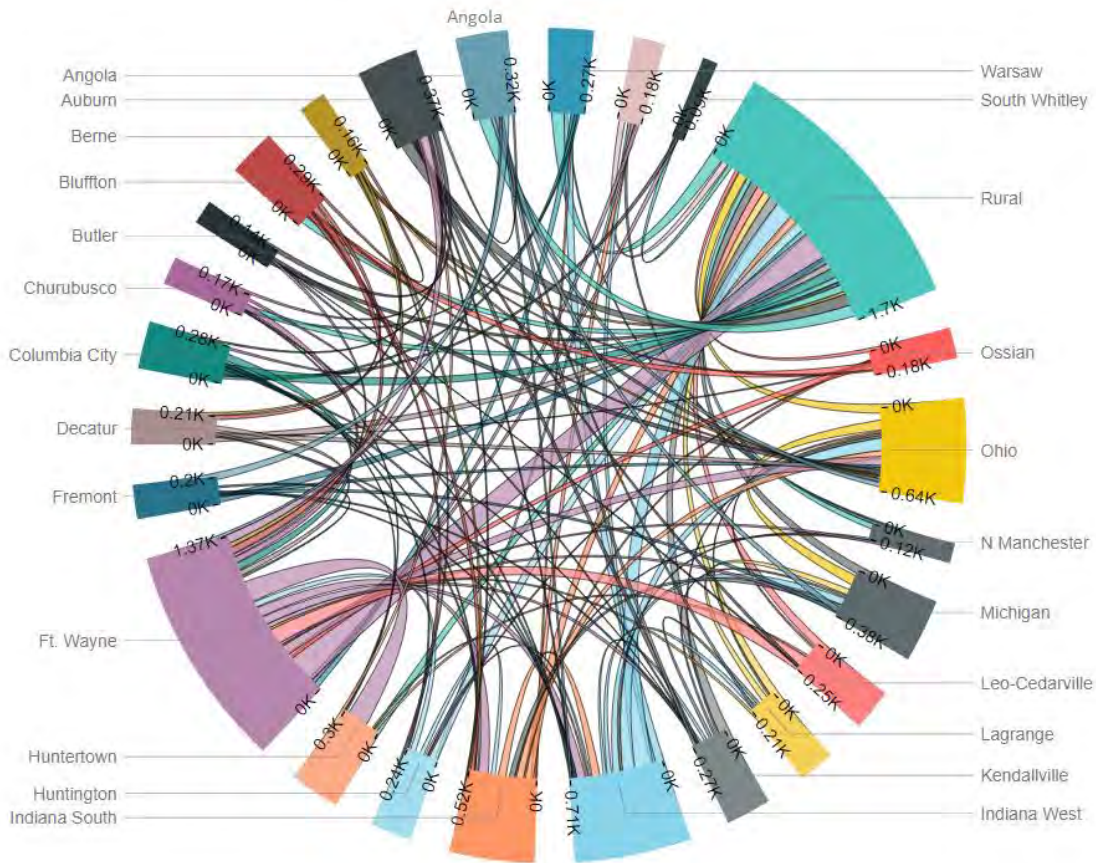 Angola
Angola
Auburn
Berne
Bluffton
Butler
Churubusco
Columbia City
Decatur
Fremont
Ft. Wayne
Huntertown
Huntington
Indiana South
Warsaw
South Whitley
Rural
Ossian
Ohio
N Manchester
Michigan
Leo-Cedarville
Lagrange
Kendallville
Indiana West
0K
0.32K
0K
0.27K
0K
0.18K
0K
0K
1.7K
0K
0.18K
0K
0.64K
0K
0.12K
0K
0.38K
0K
0.25K
0K
0.21K
0K
0.27K
0K
0.71K
0K
0.52K
0K
0.24K
0K
0.3K
0K
1.37K
0K
0.2K
0K
0.21K
0K
0.28K
0K
0.17K
0K
0.14K
0K
0.29K
0K
0.16K
0K
0.37K